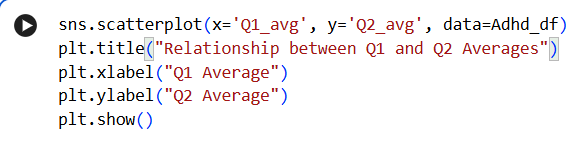 sns.scatterplot(x='Q1_avg', y='Q2_avg', data=Adhd_df)
plt.title("Relationship between Q1 and Q2 Averages")
plt.xlabel("Q1 Average")
plt.ylabel("Q2 Average")
plt.show()